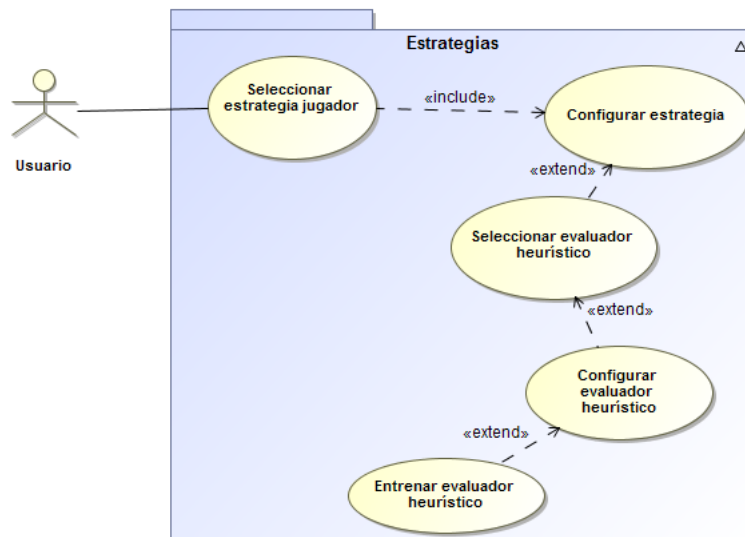 Estrategias
Seleccionar
estrategia jugador
«include»
Configurar estrategia
Usuario
«extend»
Seleccionar evaluador
heurístico
«extend»
Configurar
evaluador
heurístico
«extend»
Entrenar evaluador
heurístico